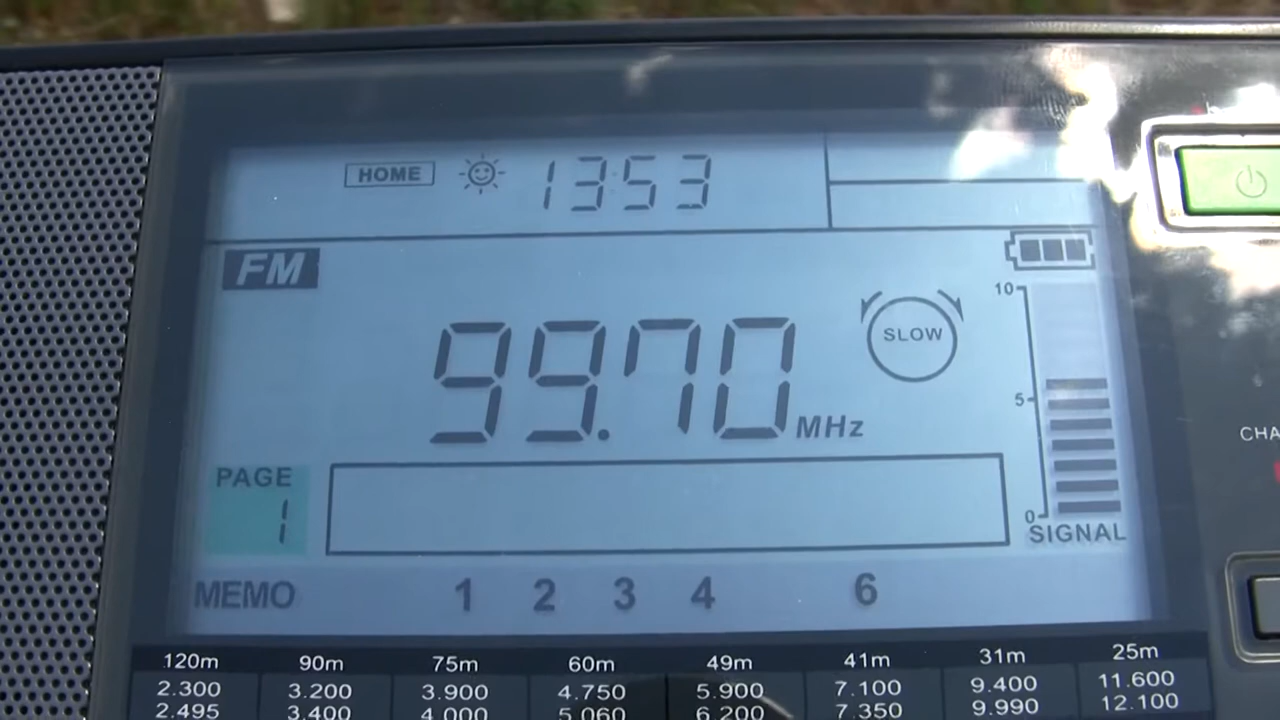 HOME 13:53
FM
99.70 MHz
SLOW
10
5
0
SIGNAL
PAGE
1
MEMO 1 2 3 4 6
120m 90m 75m 60m 49m 41m 31m 25m
2.300 3.200 3.900 4.750 5.900 7.100 9.400 11.600
2.495 3.400 4.000 5.060 6.200 7.350 9.990 12.100
CHA